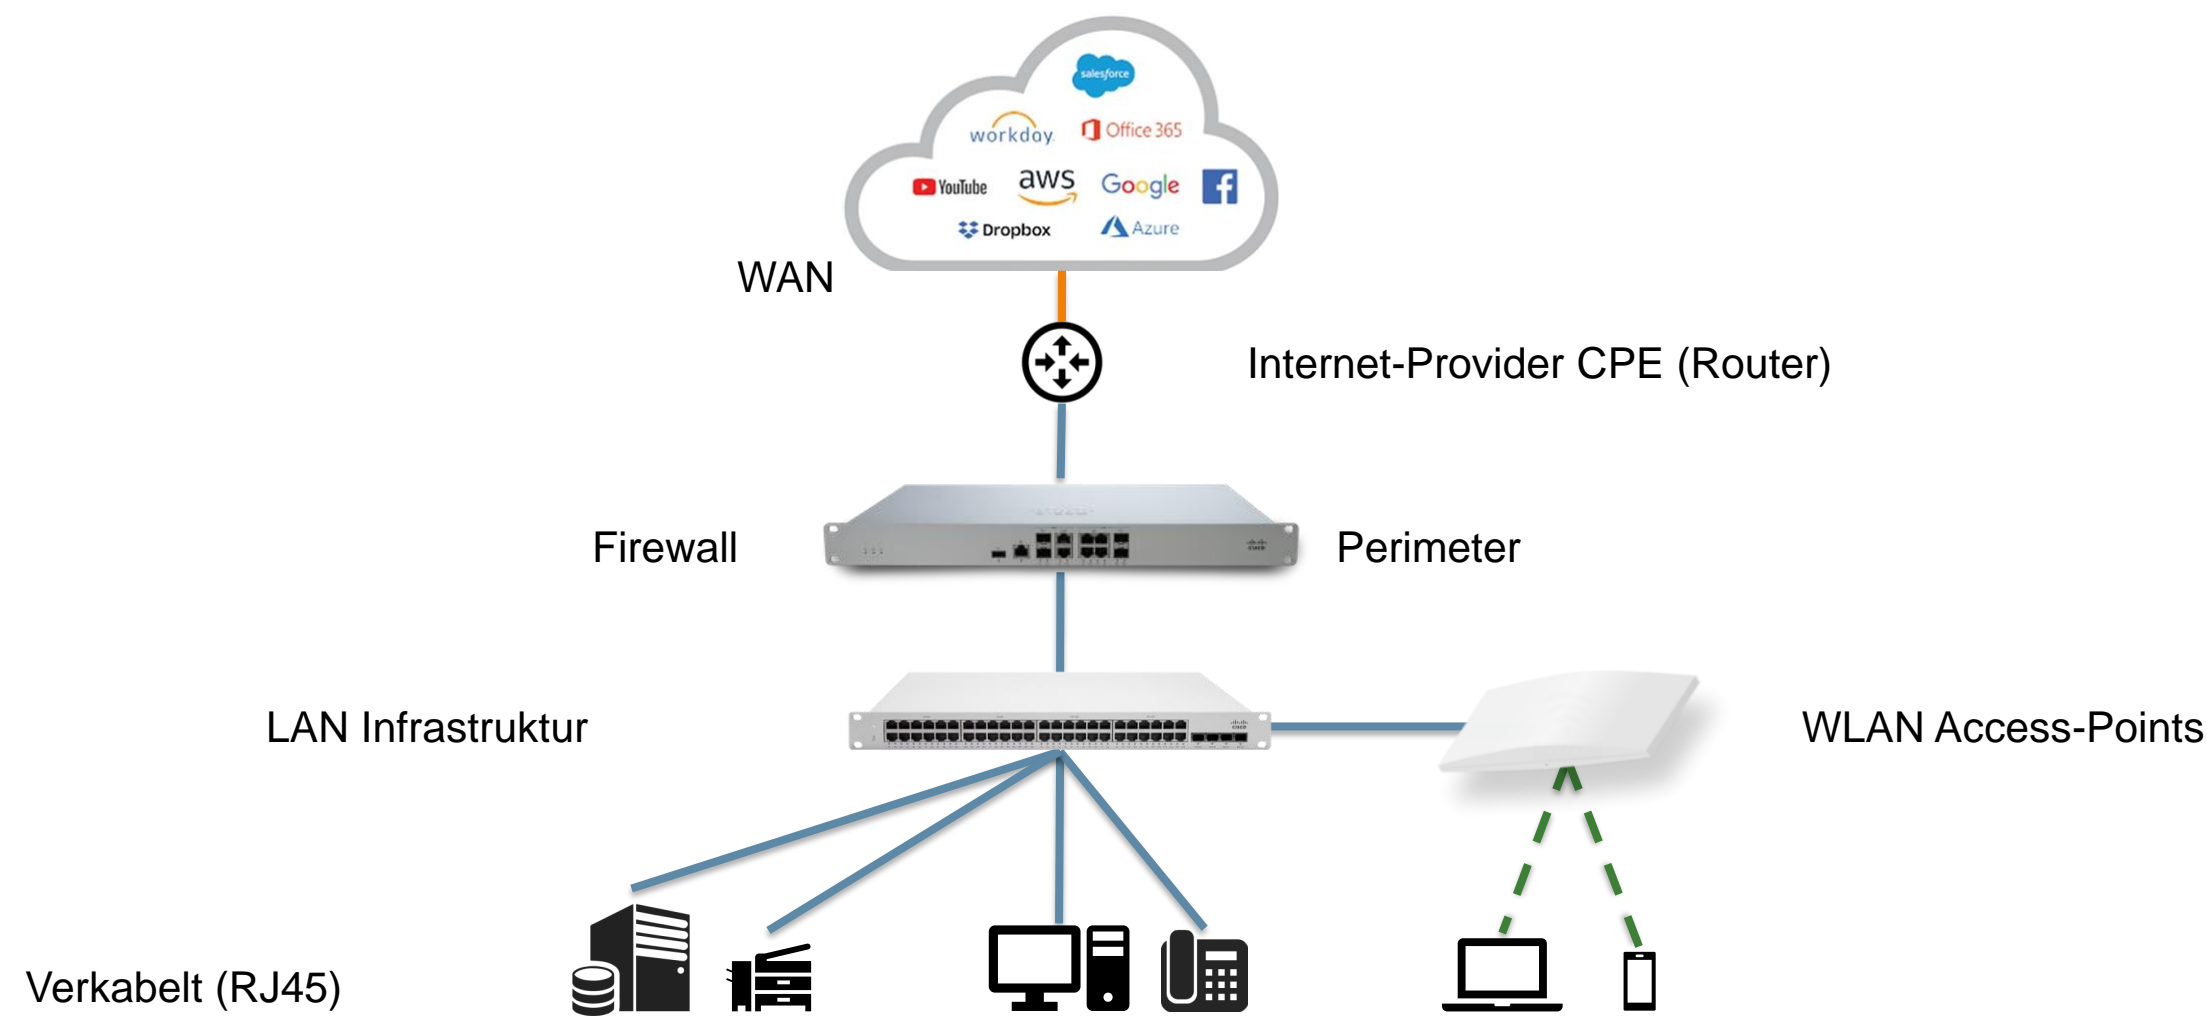 salesforce
workday.
Office 365
YouTube
aws
Google
f
Dropbox
Azure
WAN
Internet-Provider CPE (Router)
Firewall
Perimeter
LAN Infrastruktur
WLAN Access-Points
Verkabelt (RJ45)